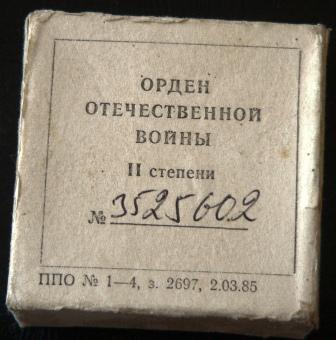 ОРДЕН
ОТЕЧЕСТВЕННОЙ
ВОЙНЫ
II степени
№ 3525602
ППО № 1—4, з. 2697, 2.03.85